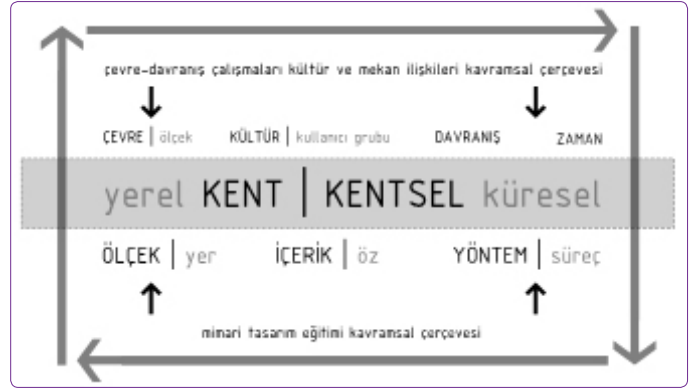 çevre-davranış çalışmaları kültür ve mekan ilişkileri kavramsal çerçevesi
ÇEVRE | ölçek KÜLTÜR | kullanıcı grubu DAVRANIŞ ZAMAN
yerel KENT | KENTSEL küresel
ÖLÇEK | yer İÇERİK | öz YÖNTEM | süreç
mimari tasarım eğitimi kavramsal çerçevesi